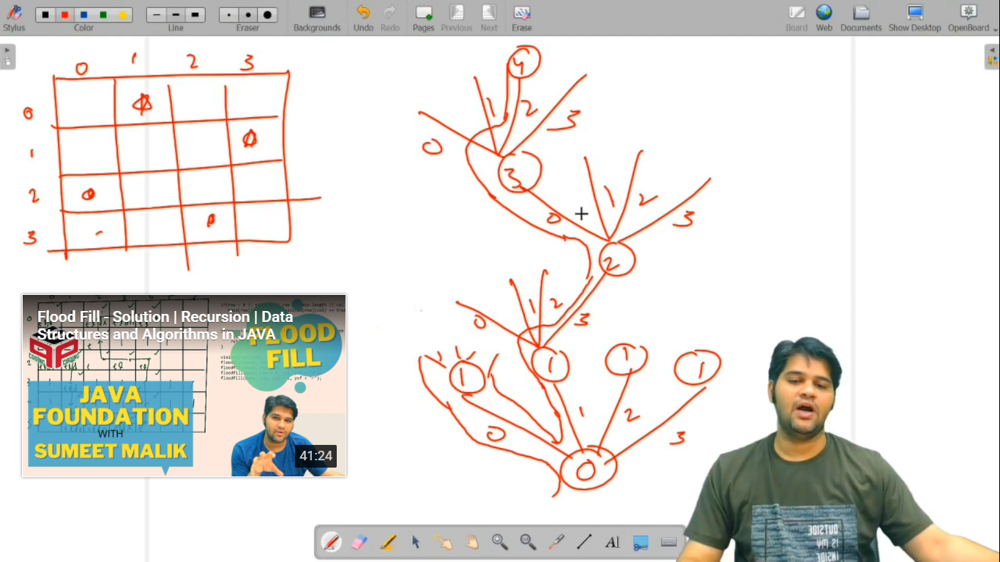 Stylus Color Line Eraser Backgrounds Undo Redo Pages Previous Next Erase Board Web Documents Show Desktop OpenBoard
0 1 2 3
0
1
2
3
4
1 2 3
0
3
1 2 3
0
2
1 2
0 3
1 1 1 1
1 2
0 3
0
Flood Fill - Solution | Recursion | Data
Structures and Algorithms in JAVA
FLOOD
FILL
JAVA
FOUNDATION
WITH
SUMEET MALIK
41:24